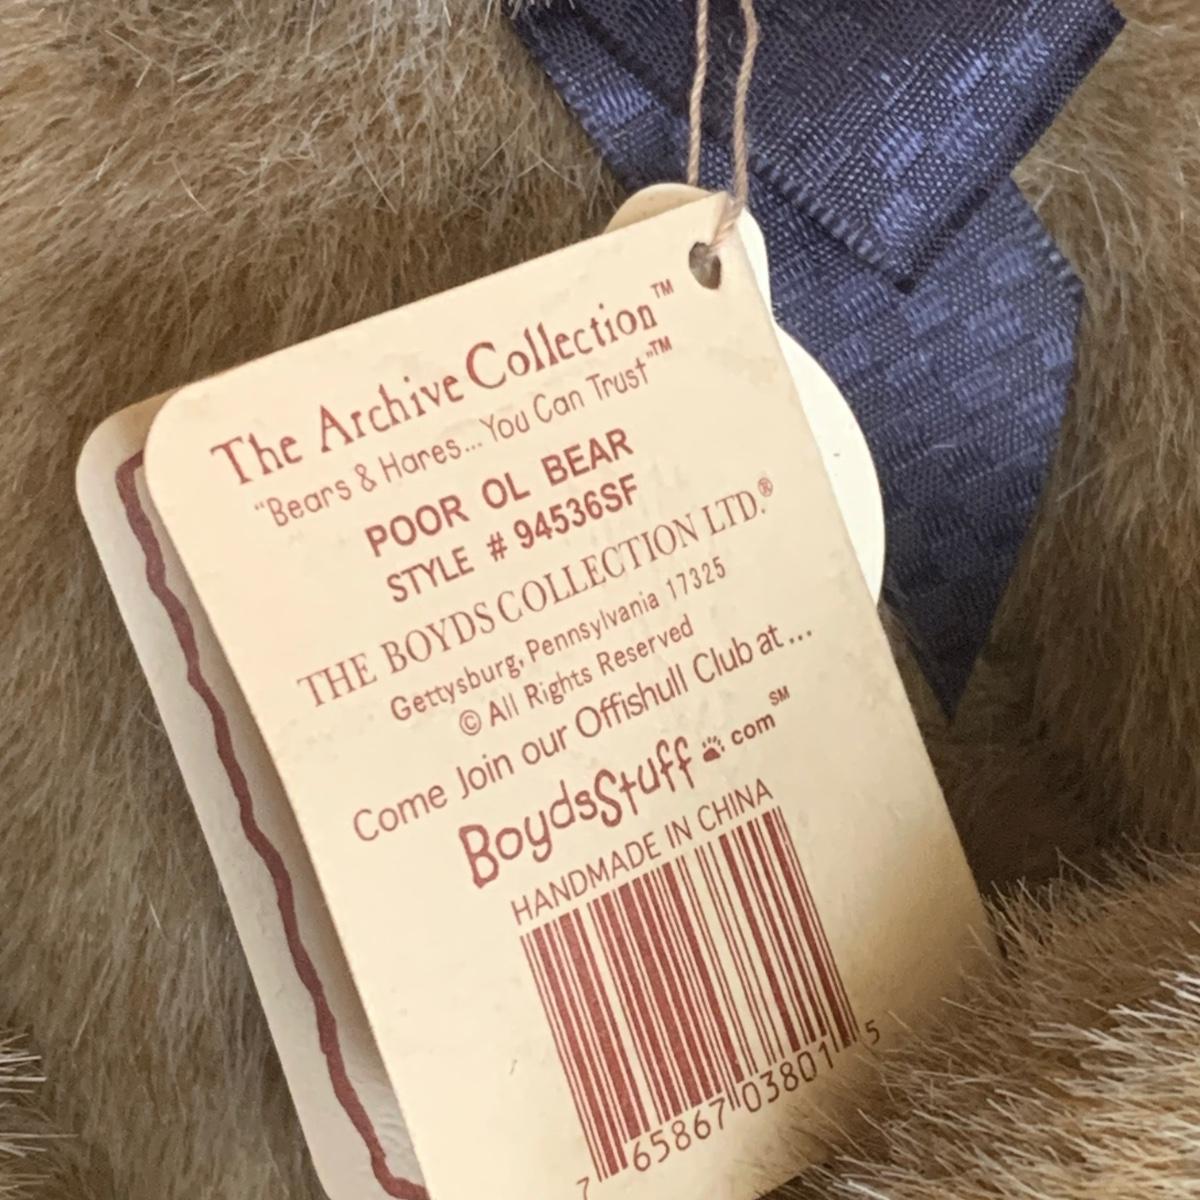 The Archive Collection™
"Bears & Hares...You Can Trust"™
POOR OL BEAR
STYLE # 94536SF
THE BOYDS COLLECTION LTD.®
Gettysburg, Pennsylvania 17325
© All Rights Reserved
Come Join our Offishull Club at...
BoydsStuff.com℠
HANDMADE IN CHINA
7 65867 03801 5